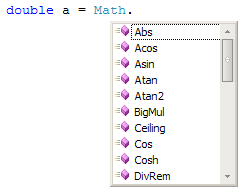 double a = Math.
Abs
Acos
Asin
Atan
Atan2
BigMul
Ceiling
Cos
Cosh
DivRem